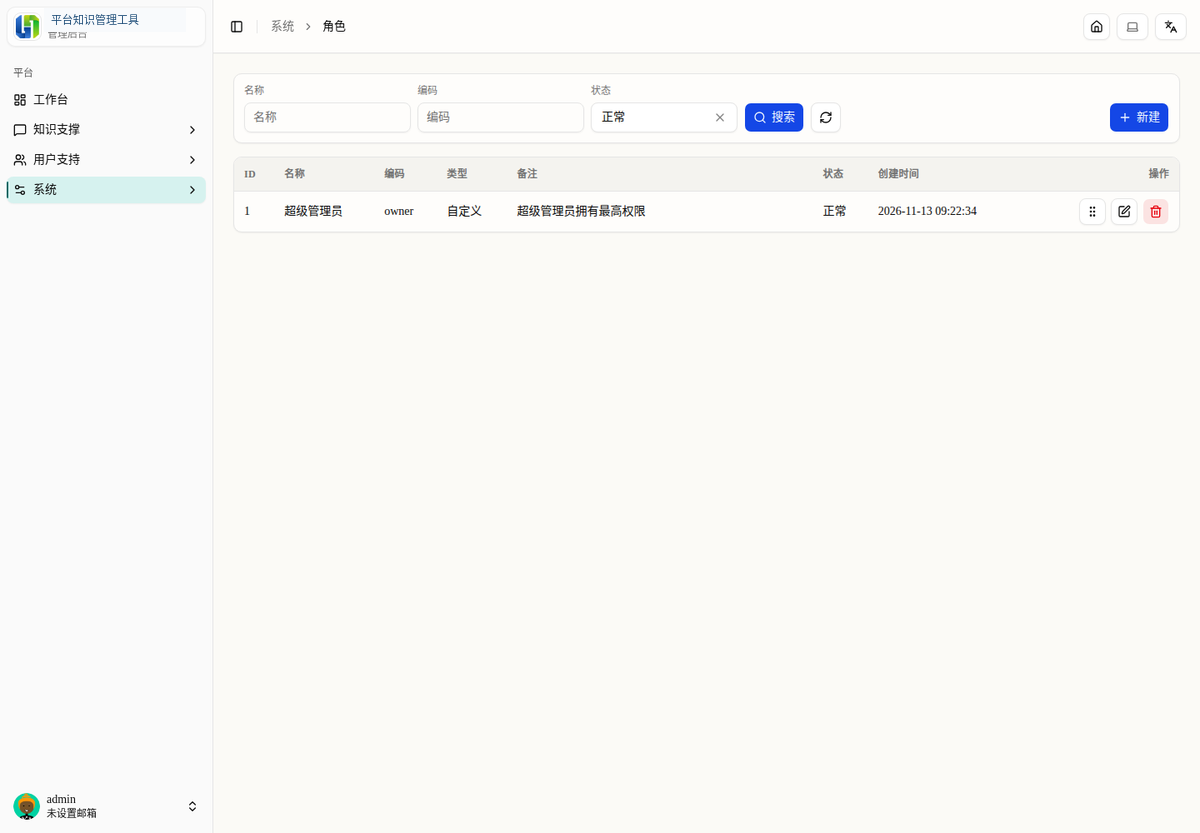 平台知识管理工具
管理后台
平台
工作台
知识支撑
用户支持
系统
admin
未设置邮箱
系统 角色
名称 编码 状态
名称 编码 正常 搜索 新建
ID 名称 编码 类型 备注 状态 创建时间 操作
1 超级管理员 owner 自定义 超级管理员拥有最高权限 正常 2026-11-13 09:22:34